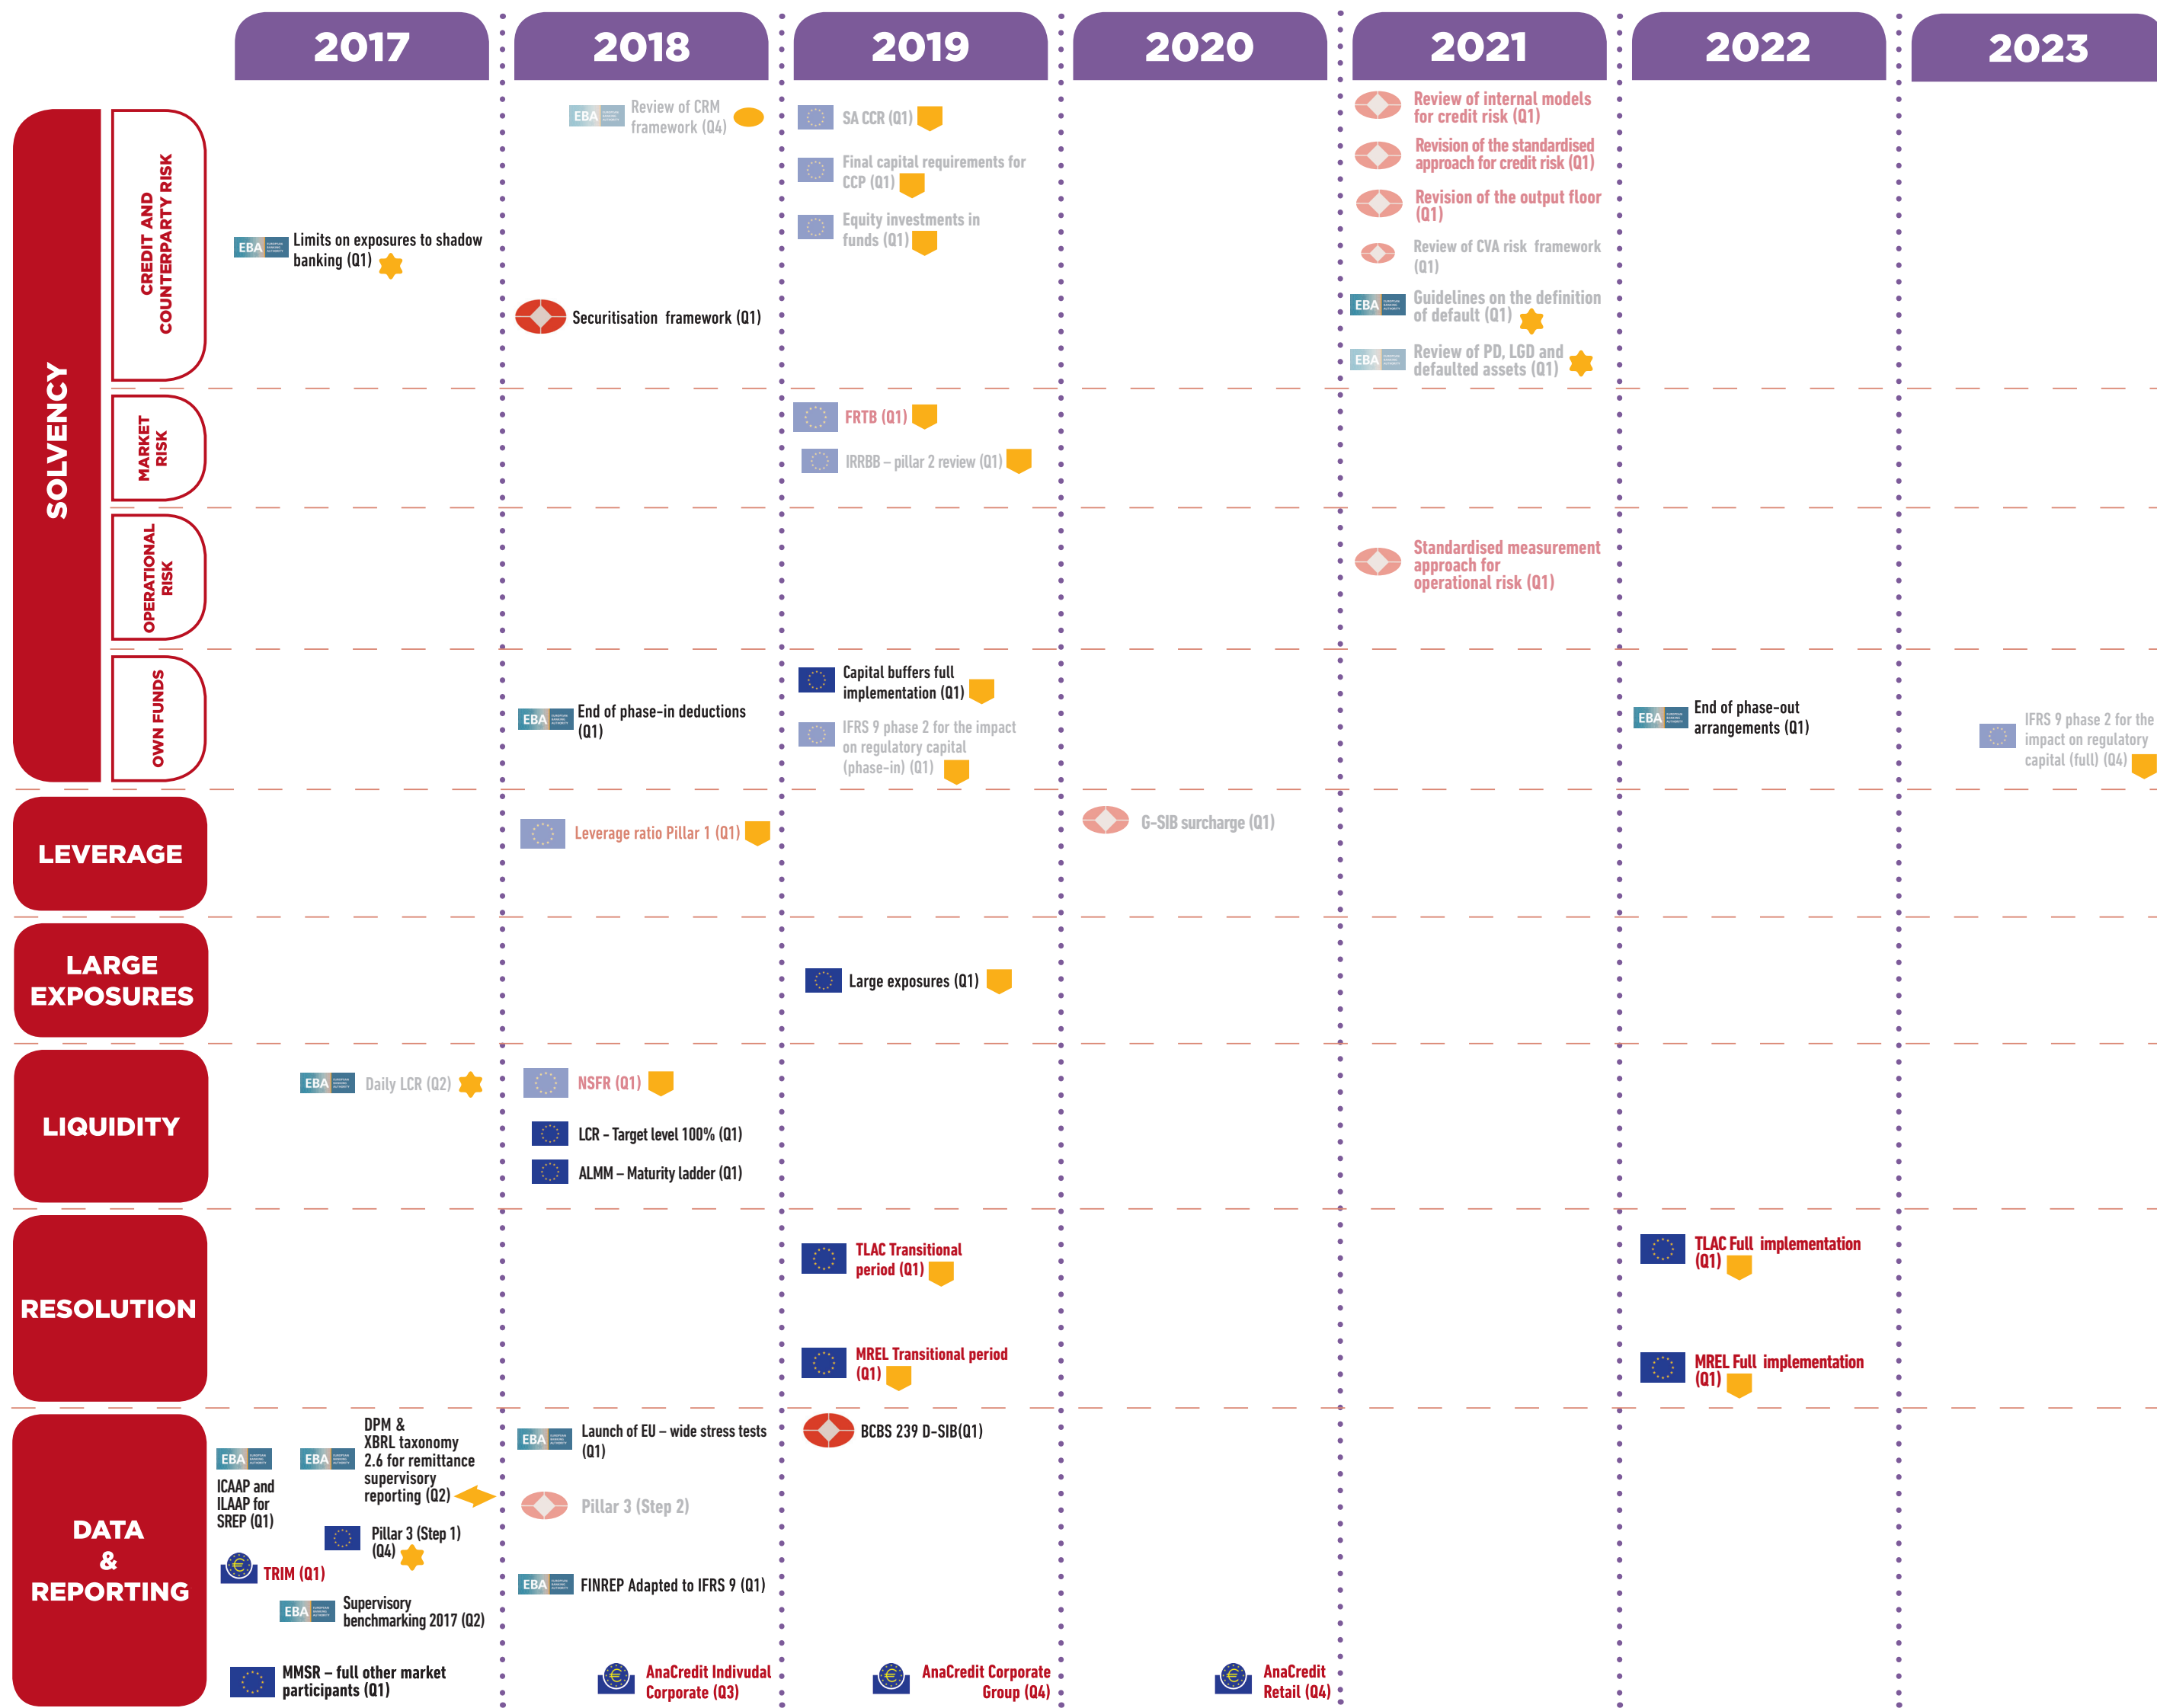 2017
2018
2019
2020
2021
2022
2023
SOLVENCY
CREDIT AND
COUNTERPARTY RISK
EBA
Limits on exposures to shadow
banking (Q1)
EBA
Review of CRM
framework (Q4)
Securitisation framework (Q1)
SA CCR (Q1)
Final capital requirements for
CCP (Q1)
Equity investments in
funds (Q1)
Review of internal models
for credit risk (Q1)
Revision of the standardised
approach for credit risk (Q1)
Revision of the output floor
(Q1)
Review of CVA risk framework
(Q1)
EBA
Guidelines on the definition
of default (Q1)
EBA
Review of PD, LGD and
defaulted assets (Q1)
MARKET
RISK
FRTB (Q1)
IRRBB – pillar 2 review (Q1)
OPERATIONAL
RISK
Standardised measurement
approach for
operational risk (Q1)
OWN FUNDS
EBA
End of phase-in deductions
(Q1)
Capital buffers full
implementation (Q1)
IFRS 9 phase 2 for the impact
on regulatory capital
(phase-in) (Q1)
EBA
End of phase-out
arrangements (Q1)
IFRS 9 phase 2 for the
impact on regulatory
capital (full) (Q4)
LEVERAGE
Leverage ratio Pillar 1 (Q1)
G-SIB surcharge (Q1)
LARGE
EXPOSURES
Large exposures (Q1)
LIQUIDITY
EBA
Daily LCR (Q2)
NSFR (Q1)
LCR - Target level 100% (Q1)
ALMM – Maturity ladder (Q1)
RESOLUTION
TLAC Transitional
period (Q1)
MREL Transitional period
(Q1)
TLAC Full implementation
(Q1)
MREL Full implementation
(Q1)
DATA
&
REPORTING
EBA
ICAAP and
ILAAP for
SREP (Q1)
EBA
DPM &
XBRL taxonomy
2.6 for remittance
supervisory
reporting (Q2)
Pillar 3 (Step 1)
(Q4)
€
TRIM (Q1)
EBA
Supervisory
benchmarking 2017 (Q2)
MMSR – full other market
participants (Q1)
EBA
Launch of EU – wide stress tests
(Q1)
Pillar 3 (Step 2)
EBA
FINREP Adapted to IFRS 9 (Q1)
€
AnaCredit Indivudal
Corporate (Q3)
BCBS 239 D-SIB(Q1)
€
AnaCredit Corporate
Group (Q4)
€
AnaCredit
Retail (Q4)